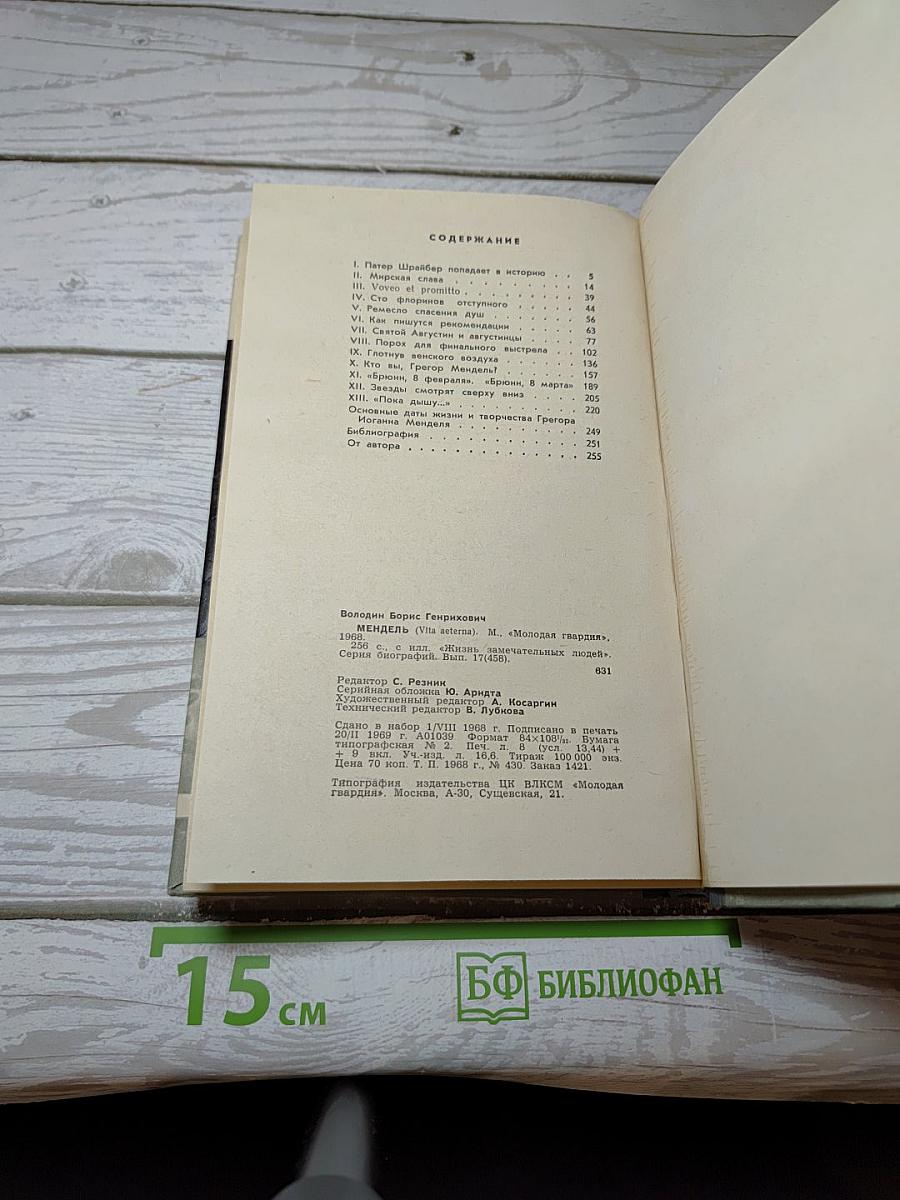 СОДЕРЖАНИЕ
I. Патер Шрайбер попадает в историю . . 5
II. Мирская слава . . . . . . . . . 14
III. Voveo et promitto . . . . . . . . . 39
IV. Сто флоринов отступного . . . . . 44
V. Ремесло спасения душ . . . . . . . 56
VI. Как пишутся рекомендации . . . . . 63
VII. Святой Августин и августинцы . . . . 77
VIII. Порох для финального выстрела . . 102
IX. Глотнув венского воздуха . . . . . 136
X. Кто вы, Грегор Мендель? . . . . . 157
XI. «Брюнн, 8 февраля». «Брюнн, 8 марта» 189
XII. Звезды смотрят сверху вниз . . . . 205
XIII. «Пока дышу...» . . . . . . . . . 220
Основные даты жизни и творчества Грегора
Иоганна Менделя . . . . . . . . . 249
Библиография . . . . . . . . . . . 251
От автора . . . . . . . . . . . . . 255
Володин Борис Генрихович
МЕНДЕЛЬ (Vita aeterna). М., «Молодая гвардия»,
1968.
256 с., с илл. «Жизнь замечательных людей».
Серия биографий. Вып. 17(458).
631
Редактор С. Резник
Серийная обложка Ю. Арндта
Художественный редактор А. Косаргин
Технический редактор В. Лубкова
Сдано в набор 1/VIII 1968 г. Подписано в печать
20/II 1969 г. А01039 Формат 84×108¹/₃₂. Бумага
типографская № 2. Печ. л. 8 (усл. 13,44) +
+ 9 вкл. Уч.-изд. л. 16,6. Тираж 100 000 экз.
Цена 70 коп. Т. П. 1968 г., № 430. Заказ 1421.
Типография издательства ЦК ВЛКСМ «Молодая
гвардия». Москва, А-30, Сущевская, 21.
15 см
БФ БИБЛИОФАН